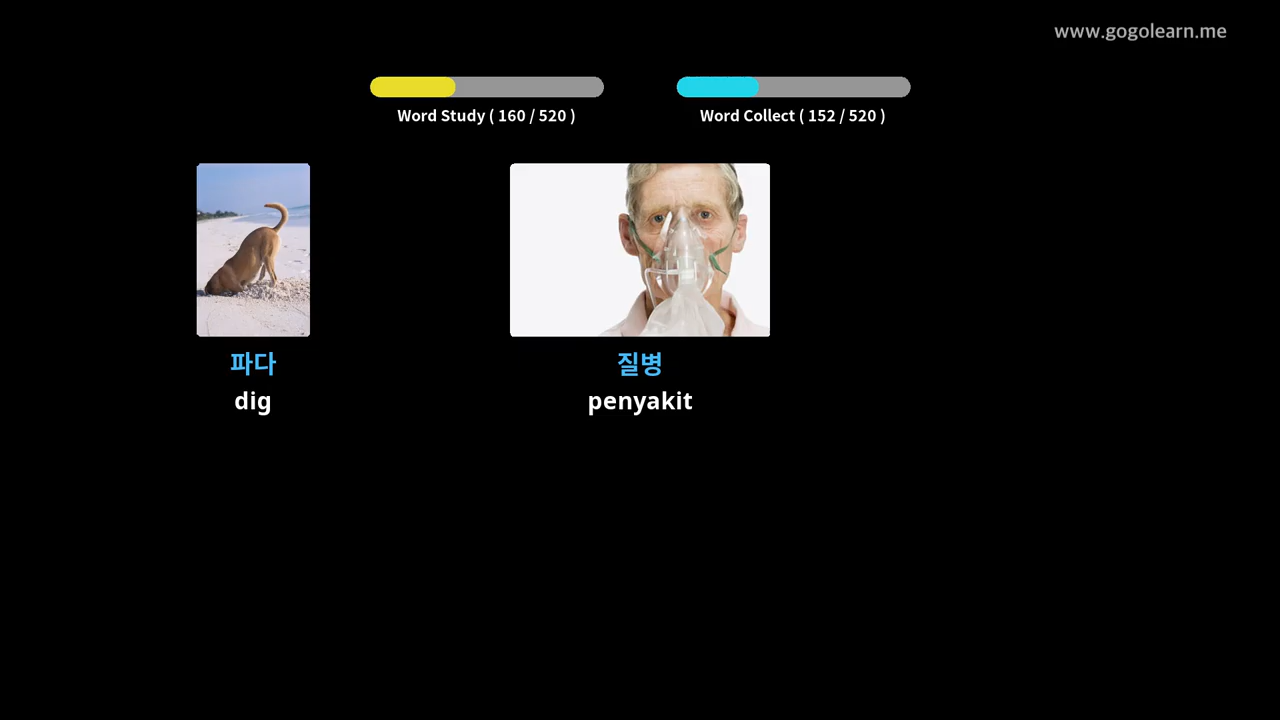 www.gogolearn.me
Word Study ( 160 / 520 )
Word Collect ( 152 / 520 )
파다
dig
질병
penyakit